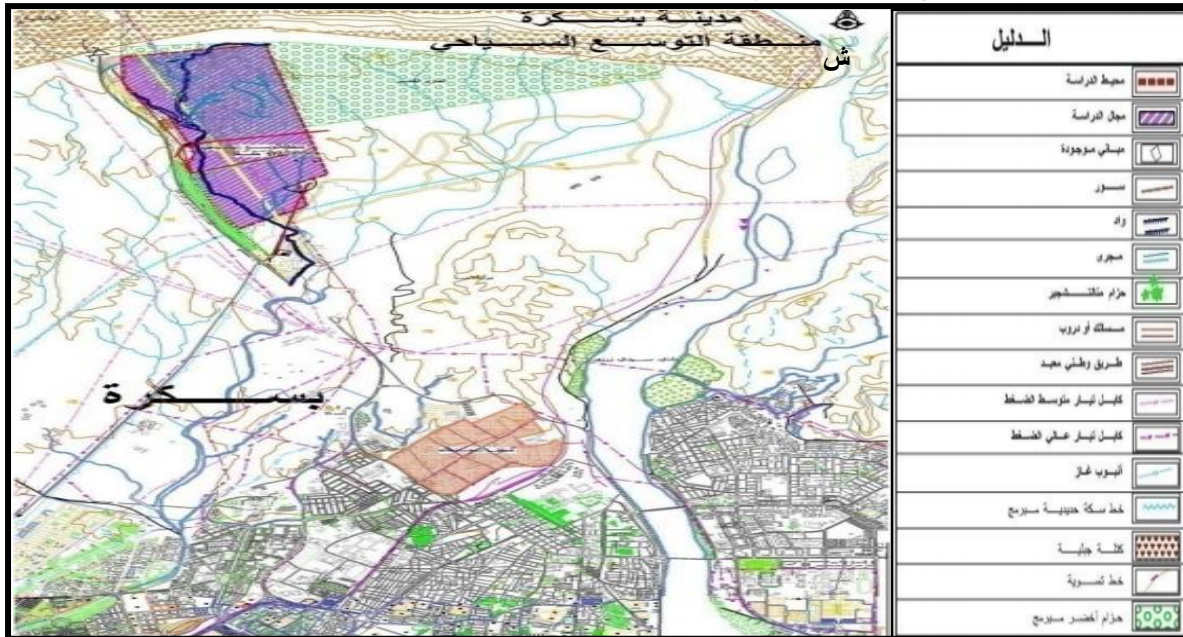 مدينة بسكرة
منطقة التوسع السياحي
ش
بسكرة
الدليل
محيط الدراسة
مجال الدراسة
مباني موجودة
سور
واد
مجرى
حزام منالتشجير
مسالك أو دروب
طريق وطني معبد
كابل تيار متوسط الضغط
كابل تيار عالي الضغط
أنبوب غاز
خط سكة حديدية مبرمج
كتلة جبلية
خط تسوية
حزام أخضر مبرمج